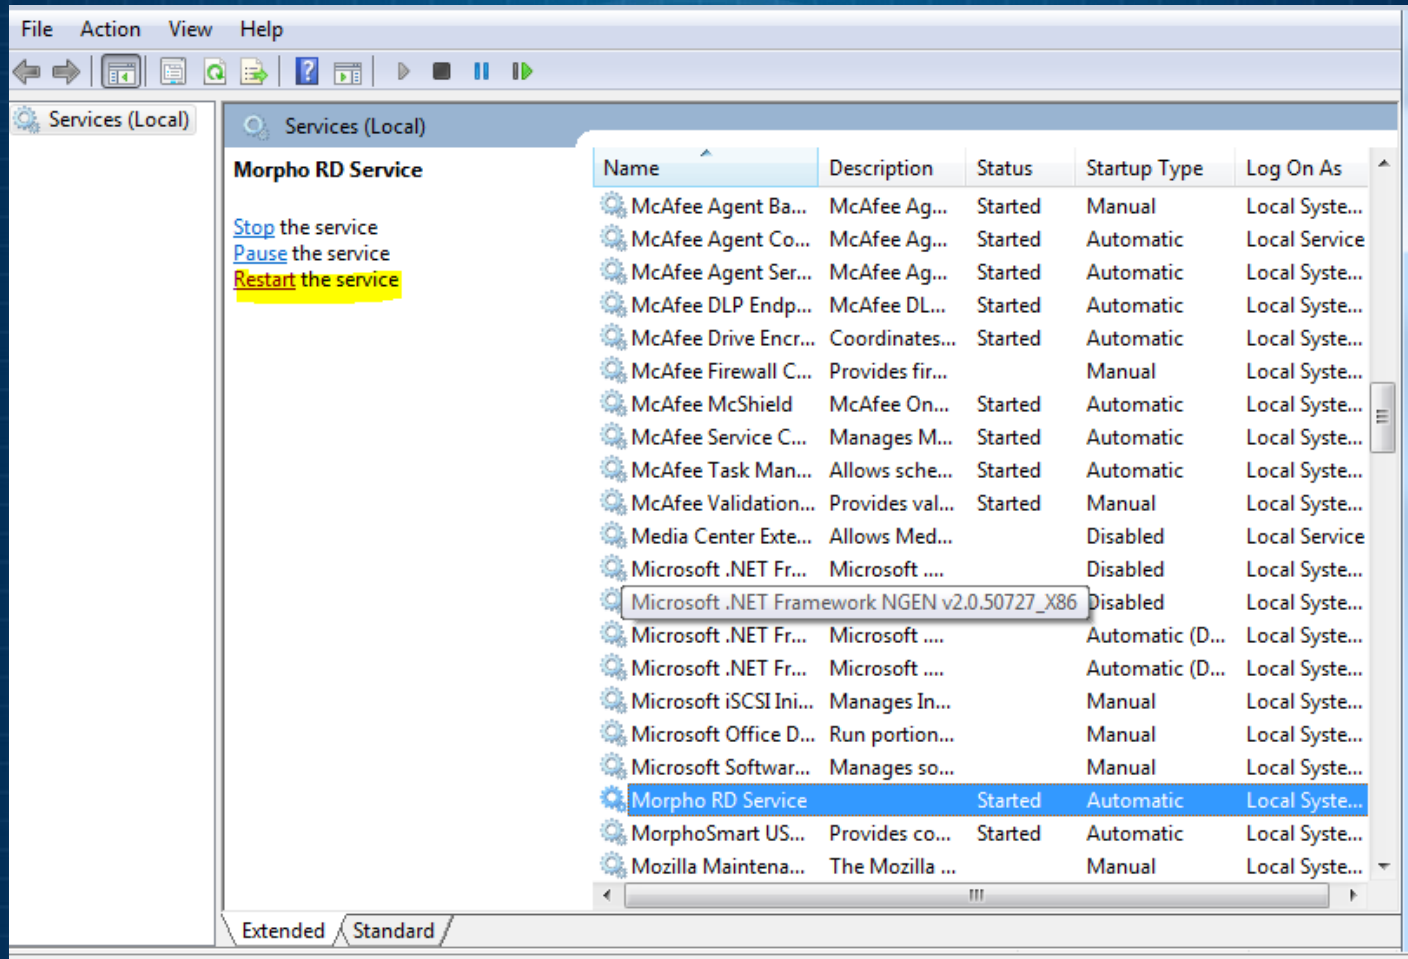 File Action View Help
Services (Local)
Services (Local)
Morpho RD Service
Stop the service
Pause the service
Restart the service
Name Description Status Startup Type Log On As
McAfee Agent Ba... McAfee Ag... Started Manual Local Syste...
McAfee Agent Co... McAfee Ag... Started Automatic Local Service
McAfee Agent Ser... McAfee Ag... Started Automatic Local Syste...
McAfee DLP Endp... McAfee DL... Started Automatic Local Syste...
McAfee Drive Encr... Coordinates... Started Automatic Local Syste...
McAfee Firewall C... Provides fir... Manual Local Syste...
McAfee McShield McAfee On... Started Automatic Local Syste...
McAfee Service C... Manages M... Started Automatic Local Syste...
McAfee Task Man... Allows sche... Started Automatic Local Syste...
McAfee Validation... Provides val... Started Manual Local Syste...
Media Center Exte... Allows Med... Disabled Local Service
Microsoft .NET Fr... Microsoft .... Disabled Local Syste...
Microsoft .NET Framework NGEN v2.0.50727_X86 Disabled Local Syste...
Microsoft .NET Fr... Microsoft .... Automatic (D... Local Syste...
Microsoft .NET Fr... Microsoft .... Automatic (D... Local Syste...
Microsoft iSCSI Ini... Manages In... Manual Local Syste...
Microsoft Office D... Run portion... Manual Local Syste...
Microsoft Softwar... Manages so... Manual Local Syste...
Morpho RD Service Started Automatic Local Syste...
MorphoSmart US... Provides co... Started Automatic Local Syste...
Mozilla Maintena... The Mozilla ... Manual Local Syste...
Extended Standard